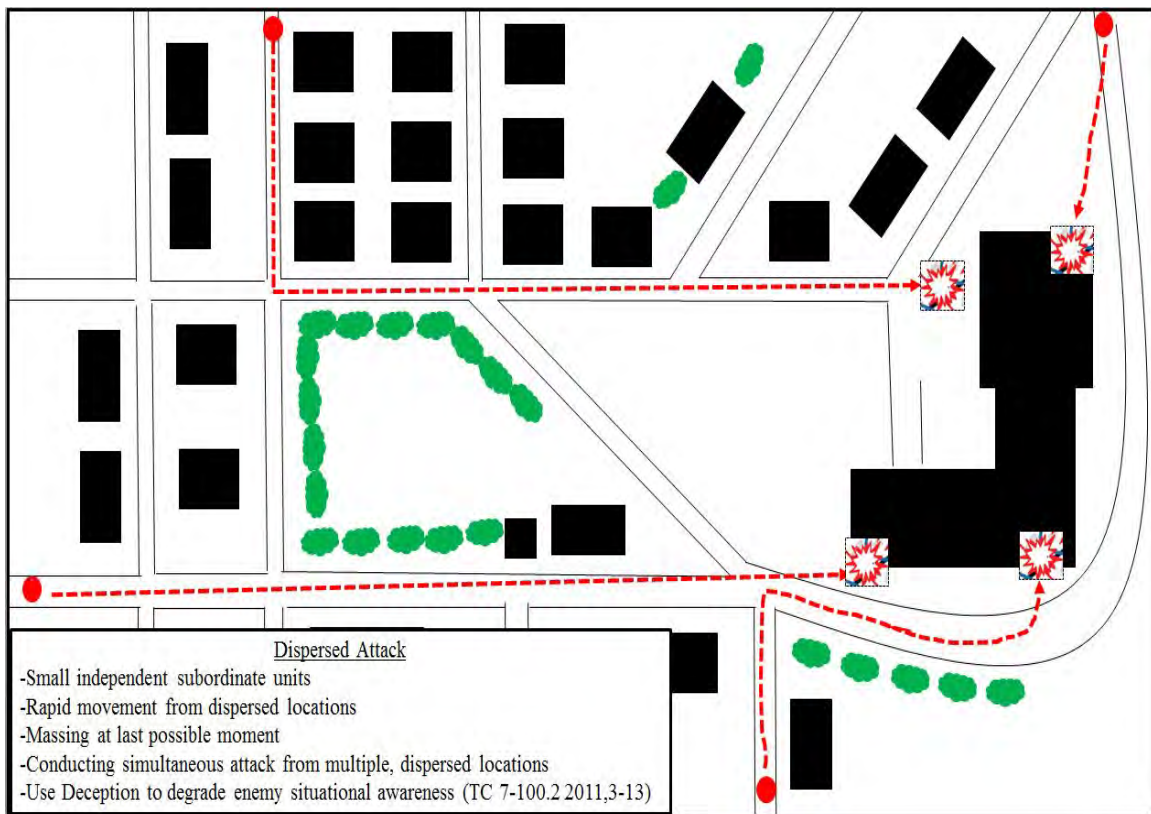 Dispersed Attack
-Small independent subordinate units
-Rapid movement from dispersed locations
-Massing at last possible moment
-Conducting simultaneous attack from multiple, dispersed locations
-Use Deception to degrade enemy situational awareness (TC 7-100.2 2011,3-13)